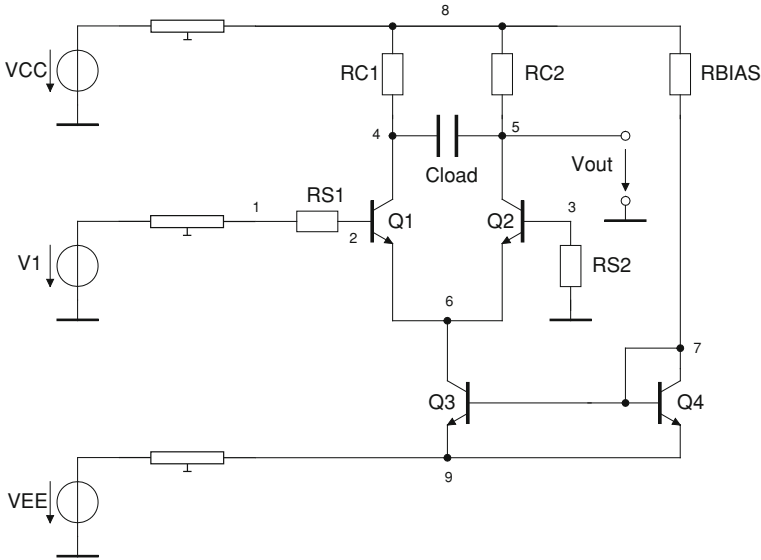 8
VCC
RC1
RC2
RBIAS
4
5
Cload
Vout
1
RS1
2
Q1
Q2
3
V1
RS2
6
7
Q3
Q4
9
VEE